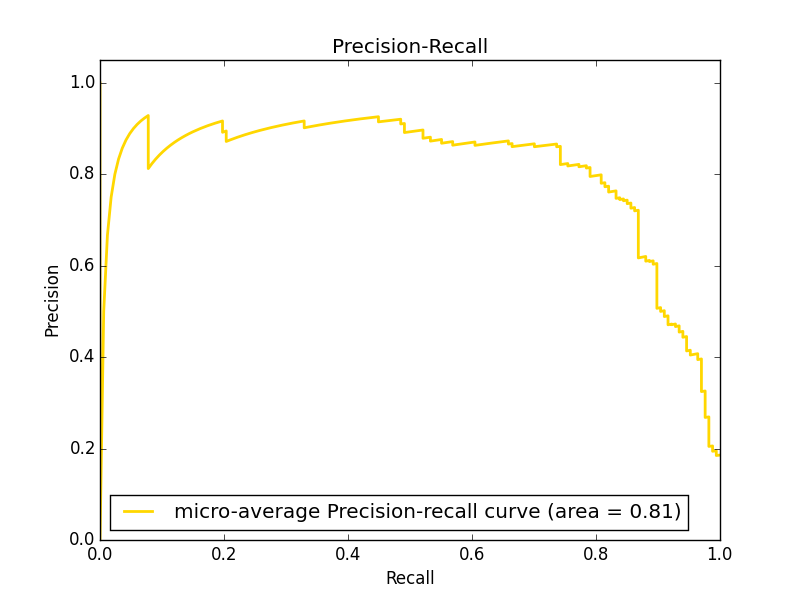 Precision-Recall
1.0
0.8
0.6
0.4
0.2
0.0
Precision
micro-average Precision-recall curve (area = 0.81)
0.0 0.2 0.4 0.6 0.8 1.0
Recall